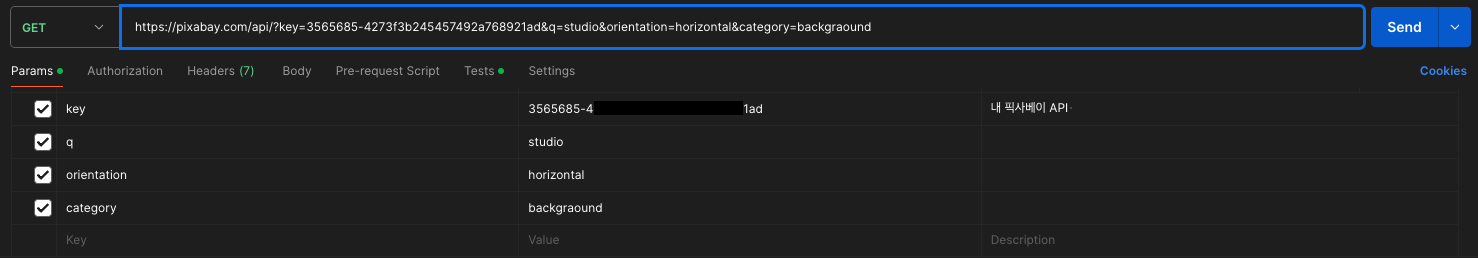 GET https://pixabay.com/api/?key=3565685-4273f3b245457492a768921ad&q=studio&orientation=horizontal&category=backgraound Send
Params Authorization Headers (7) Body Pre-request Script Tests Settings Cookies
key 3565685-4 1ad 내 픽사베이 API
q studio
orientation horizontal
category backgraound
Key Value Description